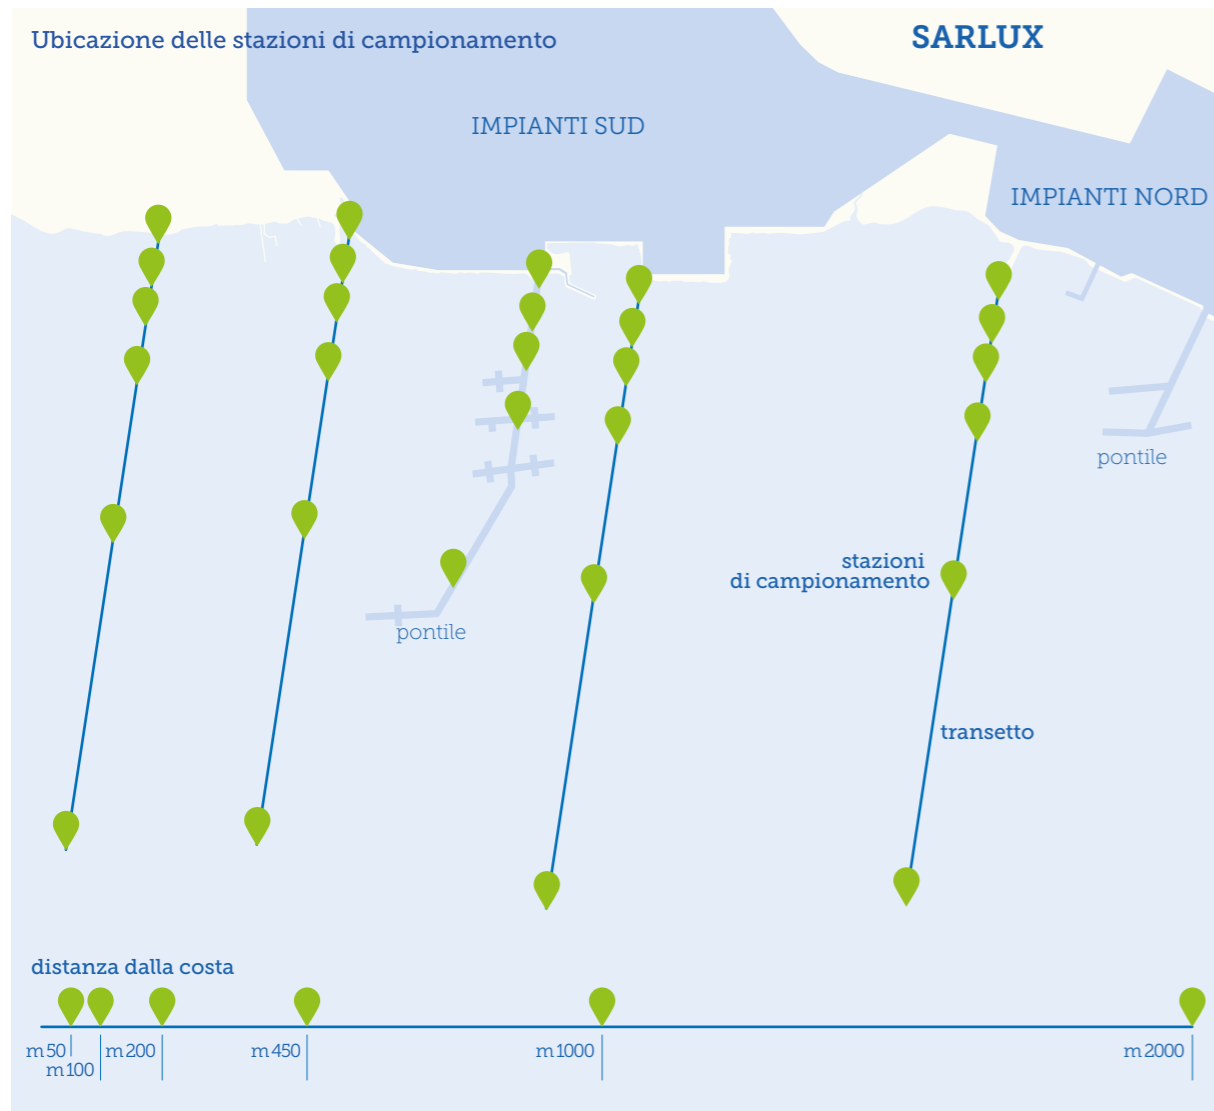 Ubicazione delle stazioni di campionamento
SARLUX
IMPIANTI SUD
IMPIANTI NORD
pontile
stazioni
di campionamento
pontile
transetto
distanza dalla costa
m50
m100
m200
m450
m1000
m2000